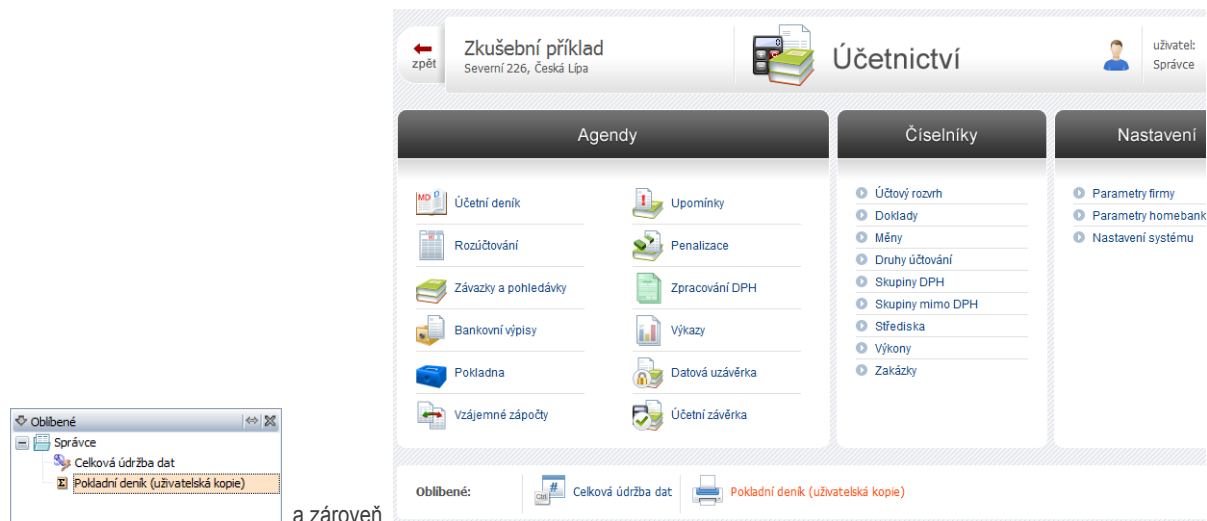 zpět
Zkušební příklad
Severní 226, Česká Lípa
Účetnictví
uživatel:
Správce
Agendy
Účetní deník
Rozúčtování
Závazky a pohledávky
Bankovní výpisy
Pokladna
Vzájemné zápočty
Upomínky
Penalizace
Zpracování DPH
Výkazy
Datová uzávěrka
Účetní závěrka
Číselníky
Účtový rozvrh
Doklady
Měny
Druhy účtování
Skupiny DPH
Skupiny mimo DPH
Střediska
Výkony
Zakázky
Nastavení
Parametry firmy
Parametry homebank
Nastavení systému
Oblíbené
Správce
Celková údržba dat
Pokladní deník (uživatelská kopie)
a zároveň
Oblíbené:
Celková údržba dat
Pokladní deník (uživatelská kopie)